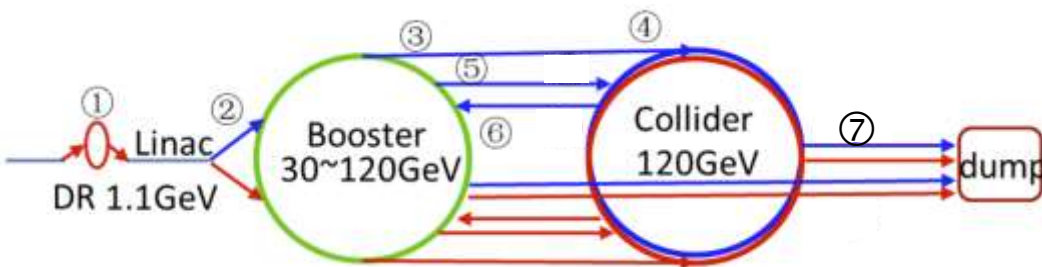 ③ ④
⑤
① ② ⑥
Linac
Booster
30~120GeV
Collider
120GeV
⑦
dump
DR 1.1GeV